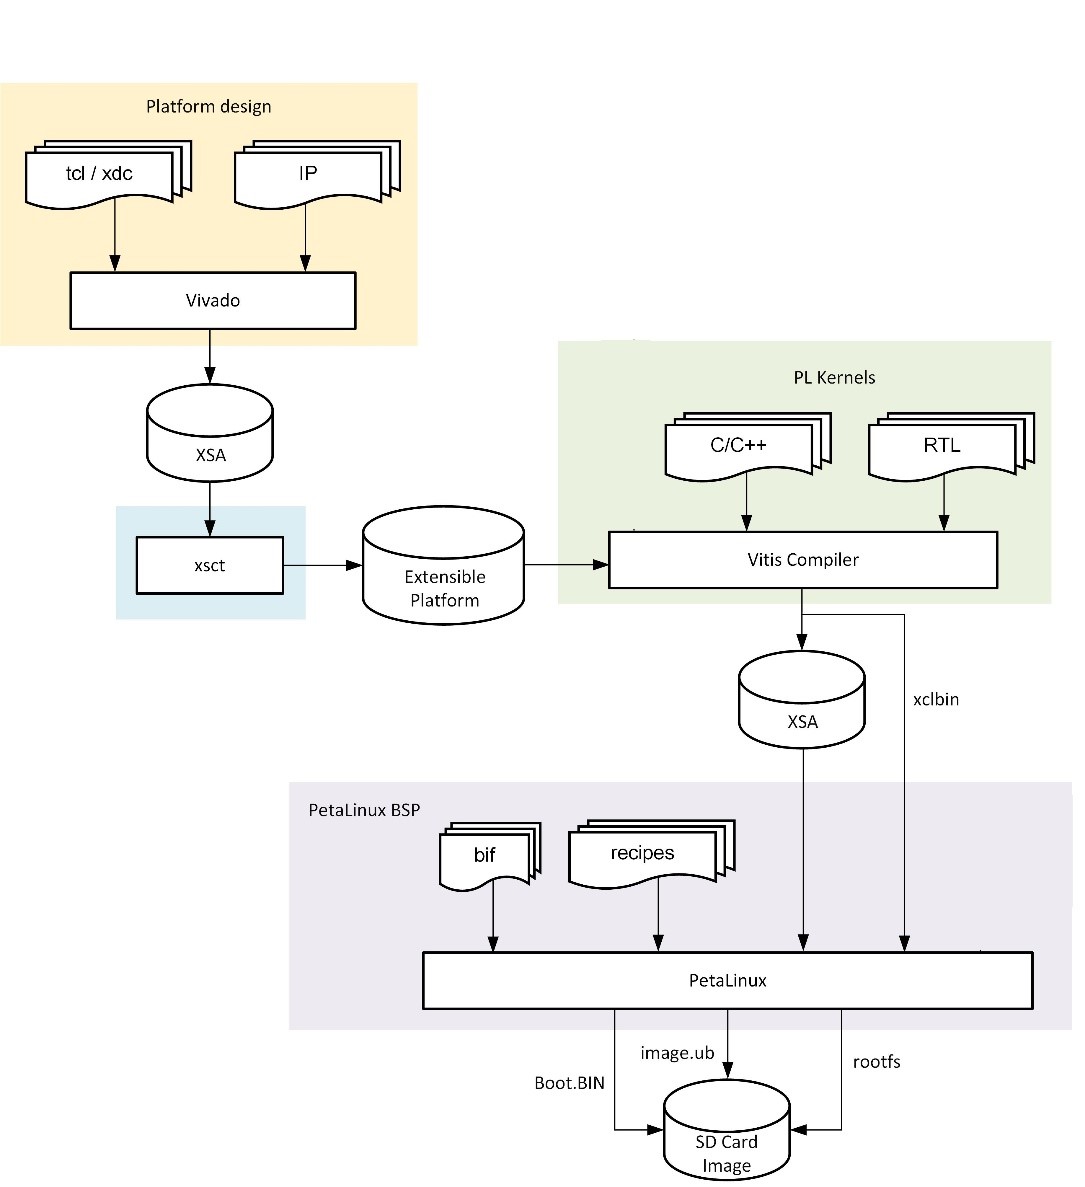 Platform design
tcl / xdc
IP
Vivado
XSA
xsct
Extensible
Platform
PL Kernels
C/C++
RTL
Vitis Compiler
XSA
xclbin
PetaLinux BSP
bif
recipes
PetaLinux
image.ub
rootfs
Boot.BIN
SD Card
Image